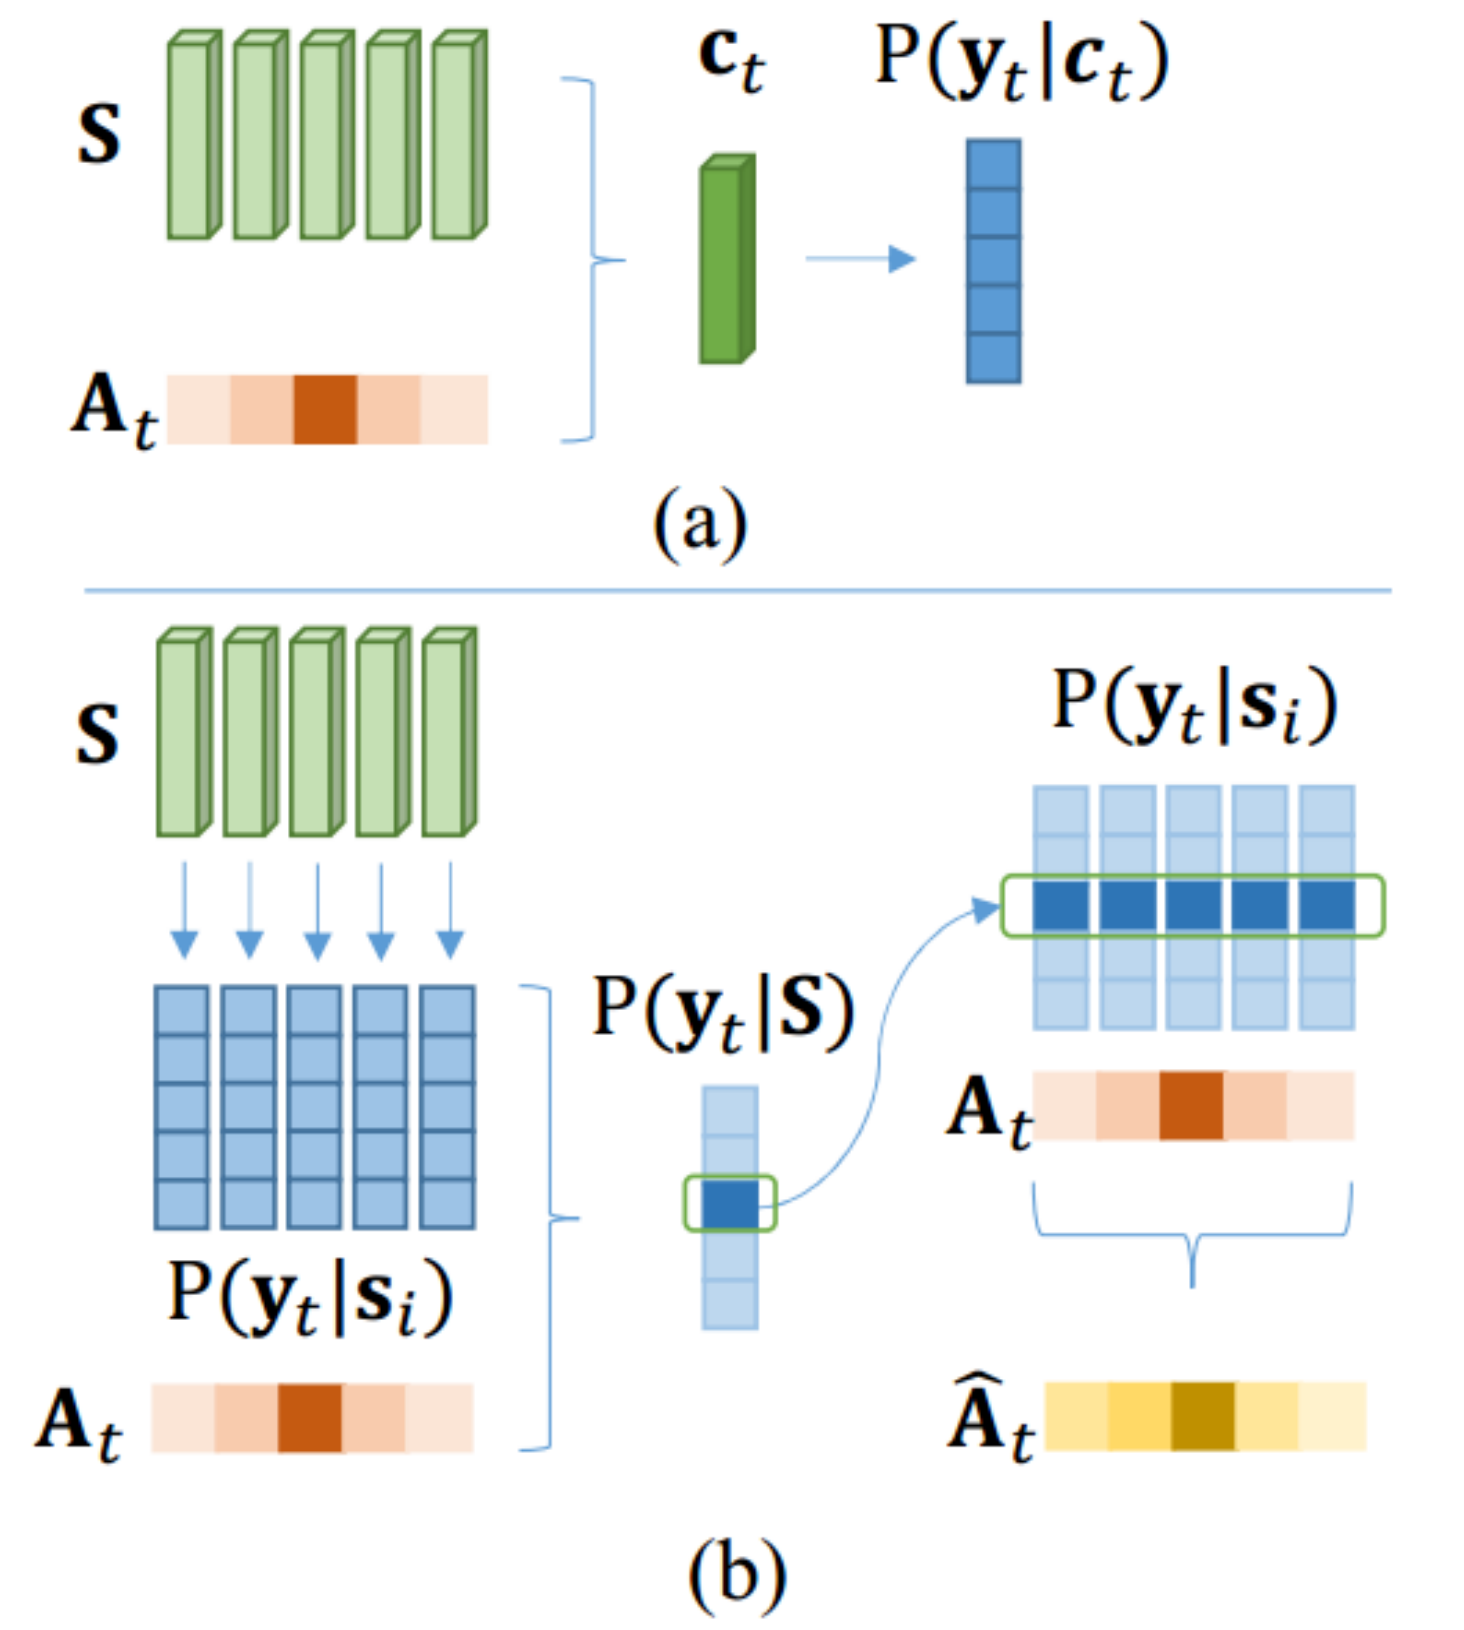 c_t P(y_t|c_t)
S
A_t
(a)
S
P(y_t|s_i)
P(y_t|S)
P(y_t|s_i)
A_t
A_t
Â_t
(b)